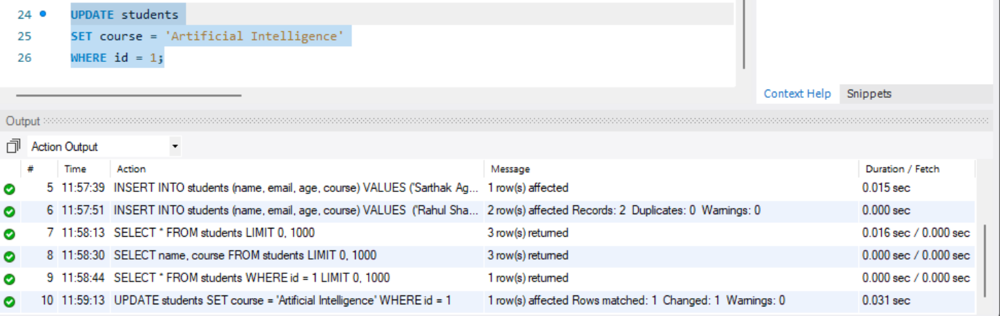 24 UPDATE students
25 SET course = 'Artificial Intelligence'
26 WHERE id = 1;
Context Help Snippets
Output
Action Output
# Time Action Message Duration / Fetch
5 11:57:39 INSERT INTO students (name, email, age, course) VALUES ('Sarthak Ag... 1 row(s) affected 0.015 sec
6 11:57:51 INSERT INTO students (name, email, age, course) VALUES ('Rahul Sha... 2 row(s) affected Records: 2 Duplicates: 0 Warnings: 0 0.000 sec
7 11:58:13 SELECT * FROM students LIMIT 0, 1000 3 row(s) returned 0.016 sec / 0.000 sec
8 11:58:30 SELECT name, course FROM students LIMIT 0, 1000 3 row(s) returned 0.000 sec / 0.000 sec
9 11:58:44 SELECT * FROM students WHERE id = 1 LIMIT 0, 1000 1 row(s) returned 0.000 sec / 0.000 sec
10 11:59:13 UPDATE students SET course = 'Artificial Intelligence' WHERE id = 1 1 row(s) affected Rows matched: 1 Changed: 1 Warnings: 0 0.031 sec